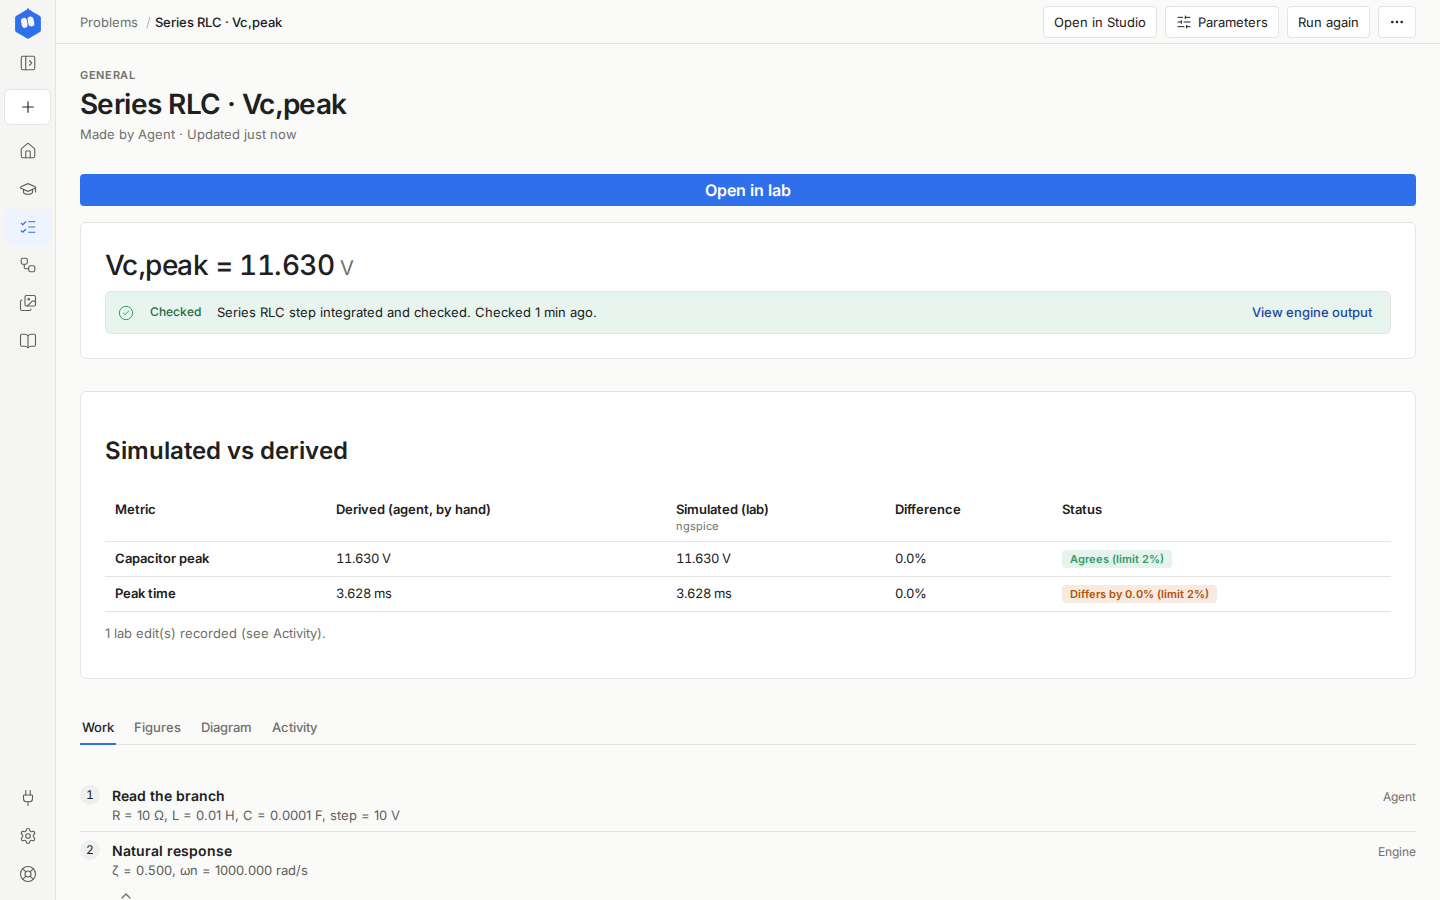 Problems / Series RLC · Vc,peak
Open in Studio
Parameters
Run again
GENERAL
Series RLC · Vc,peak
Made by Agent · Updated just now
Open in lab
Vc,peak = 11.630 V
Checked Series RLC step integrated and checked. Checked 1 min ago. View engine output
Simulated vs derived
Metric Derived (agent, by hand) Simulated (lab) Difference Status
ngspice
Capacitor peak 11.630 V 11.630 V 0.0% Agrees (limit 2%)
Peak time 3.628 ms 3.628 ms 0.0% Differs by 0.0% (limit 2%)
1 lab edit(s) recorded (see Activity).
Work Figures Diagram Activity
1 Read the branch Agent
R = 10 Ω, L = 0.01 H, C = 0.0001 F, step = 10 V
2 Natural response Engine
ζ = 0.500, ωn = 1000.000 rad/s